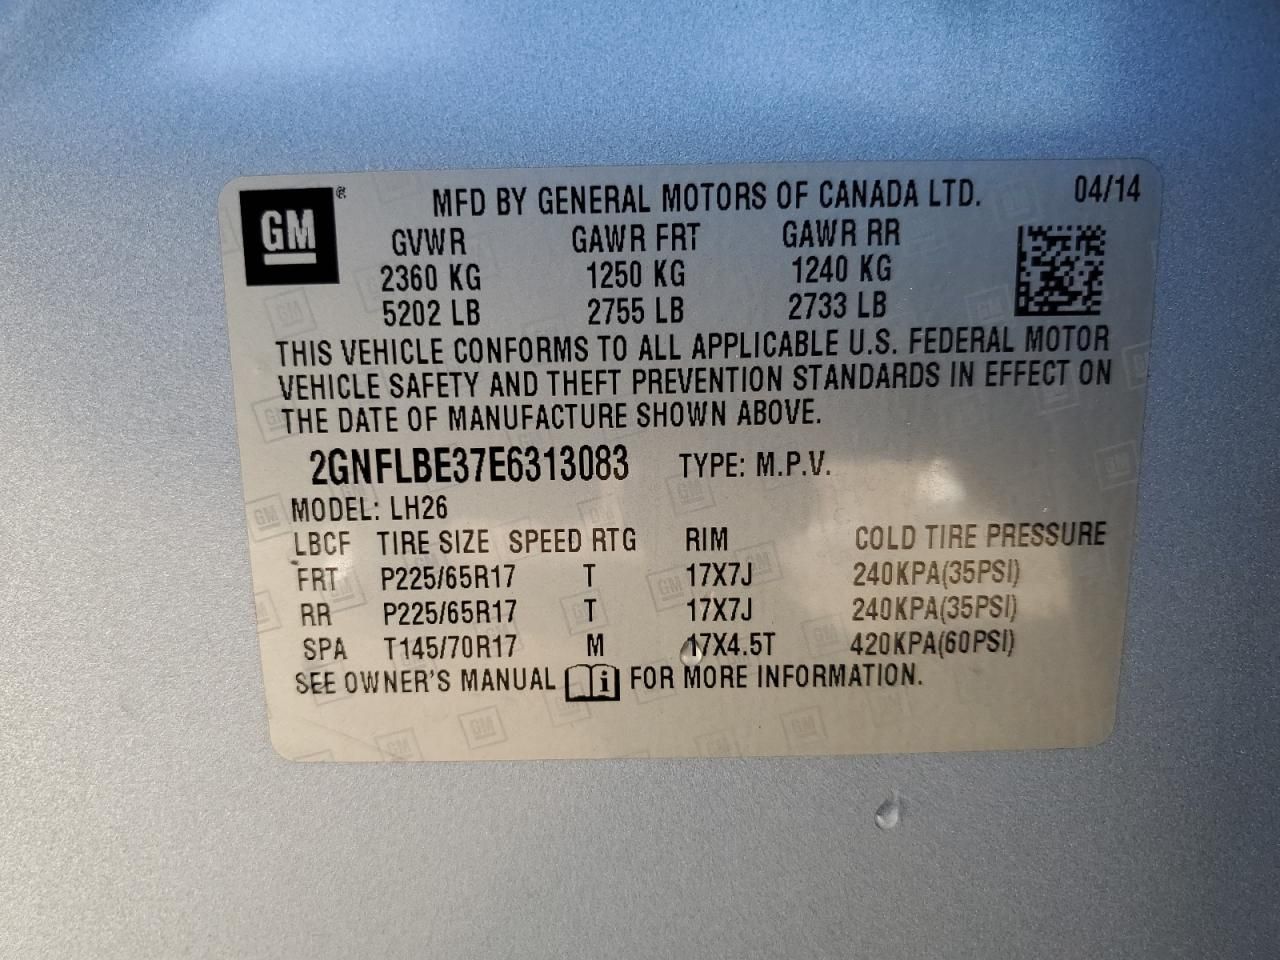 GM ® MFD BY GENERAL MOTORS OF CANADA LTD. 04/14
GVWR GAWR FRT GAWR RR
2360 KG 1250 KG 1240 KG
5202 LB 2755 LB 2733 LB
THIS VEHICLE CONFORMS TO ALL APPLICABLE U.S. FEDERAL MOTOR
VEHICLE SAFETY AND THEFT PREVENTION STANDARDS IN EFFECT ON
THE DATE OF MANUFACTURE SHOWN ABOVE.
2GNFLBE37E6313083 TYPE: M.P.V.
MODEL: LH26
LBCF TIRE SIZE SPEED RTG RIM COLD TIRE PRESSURE
FRT P225/65R17 T 17X7J 240KPA(35PSI)
RR P225/65R17 T 17X7J 240KPA(35PSI)
SPA T145/70R17 M 17X4.5T 420KPA(60PSI)
SEE OWNER'S MANUAL i FOR MORE INFORMATION.